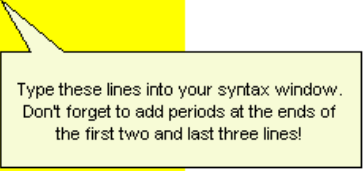 Type these lines into your syntax window.
Don't forget to add periods at the ends of
the first two and last three lines!